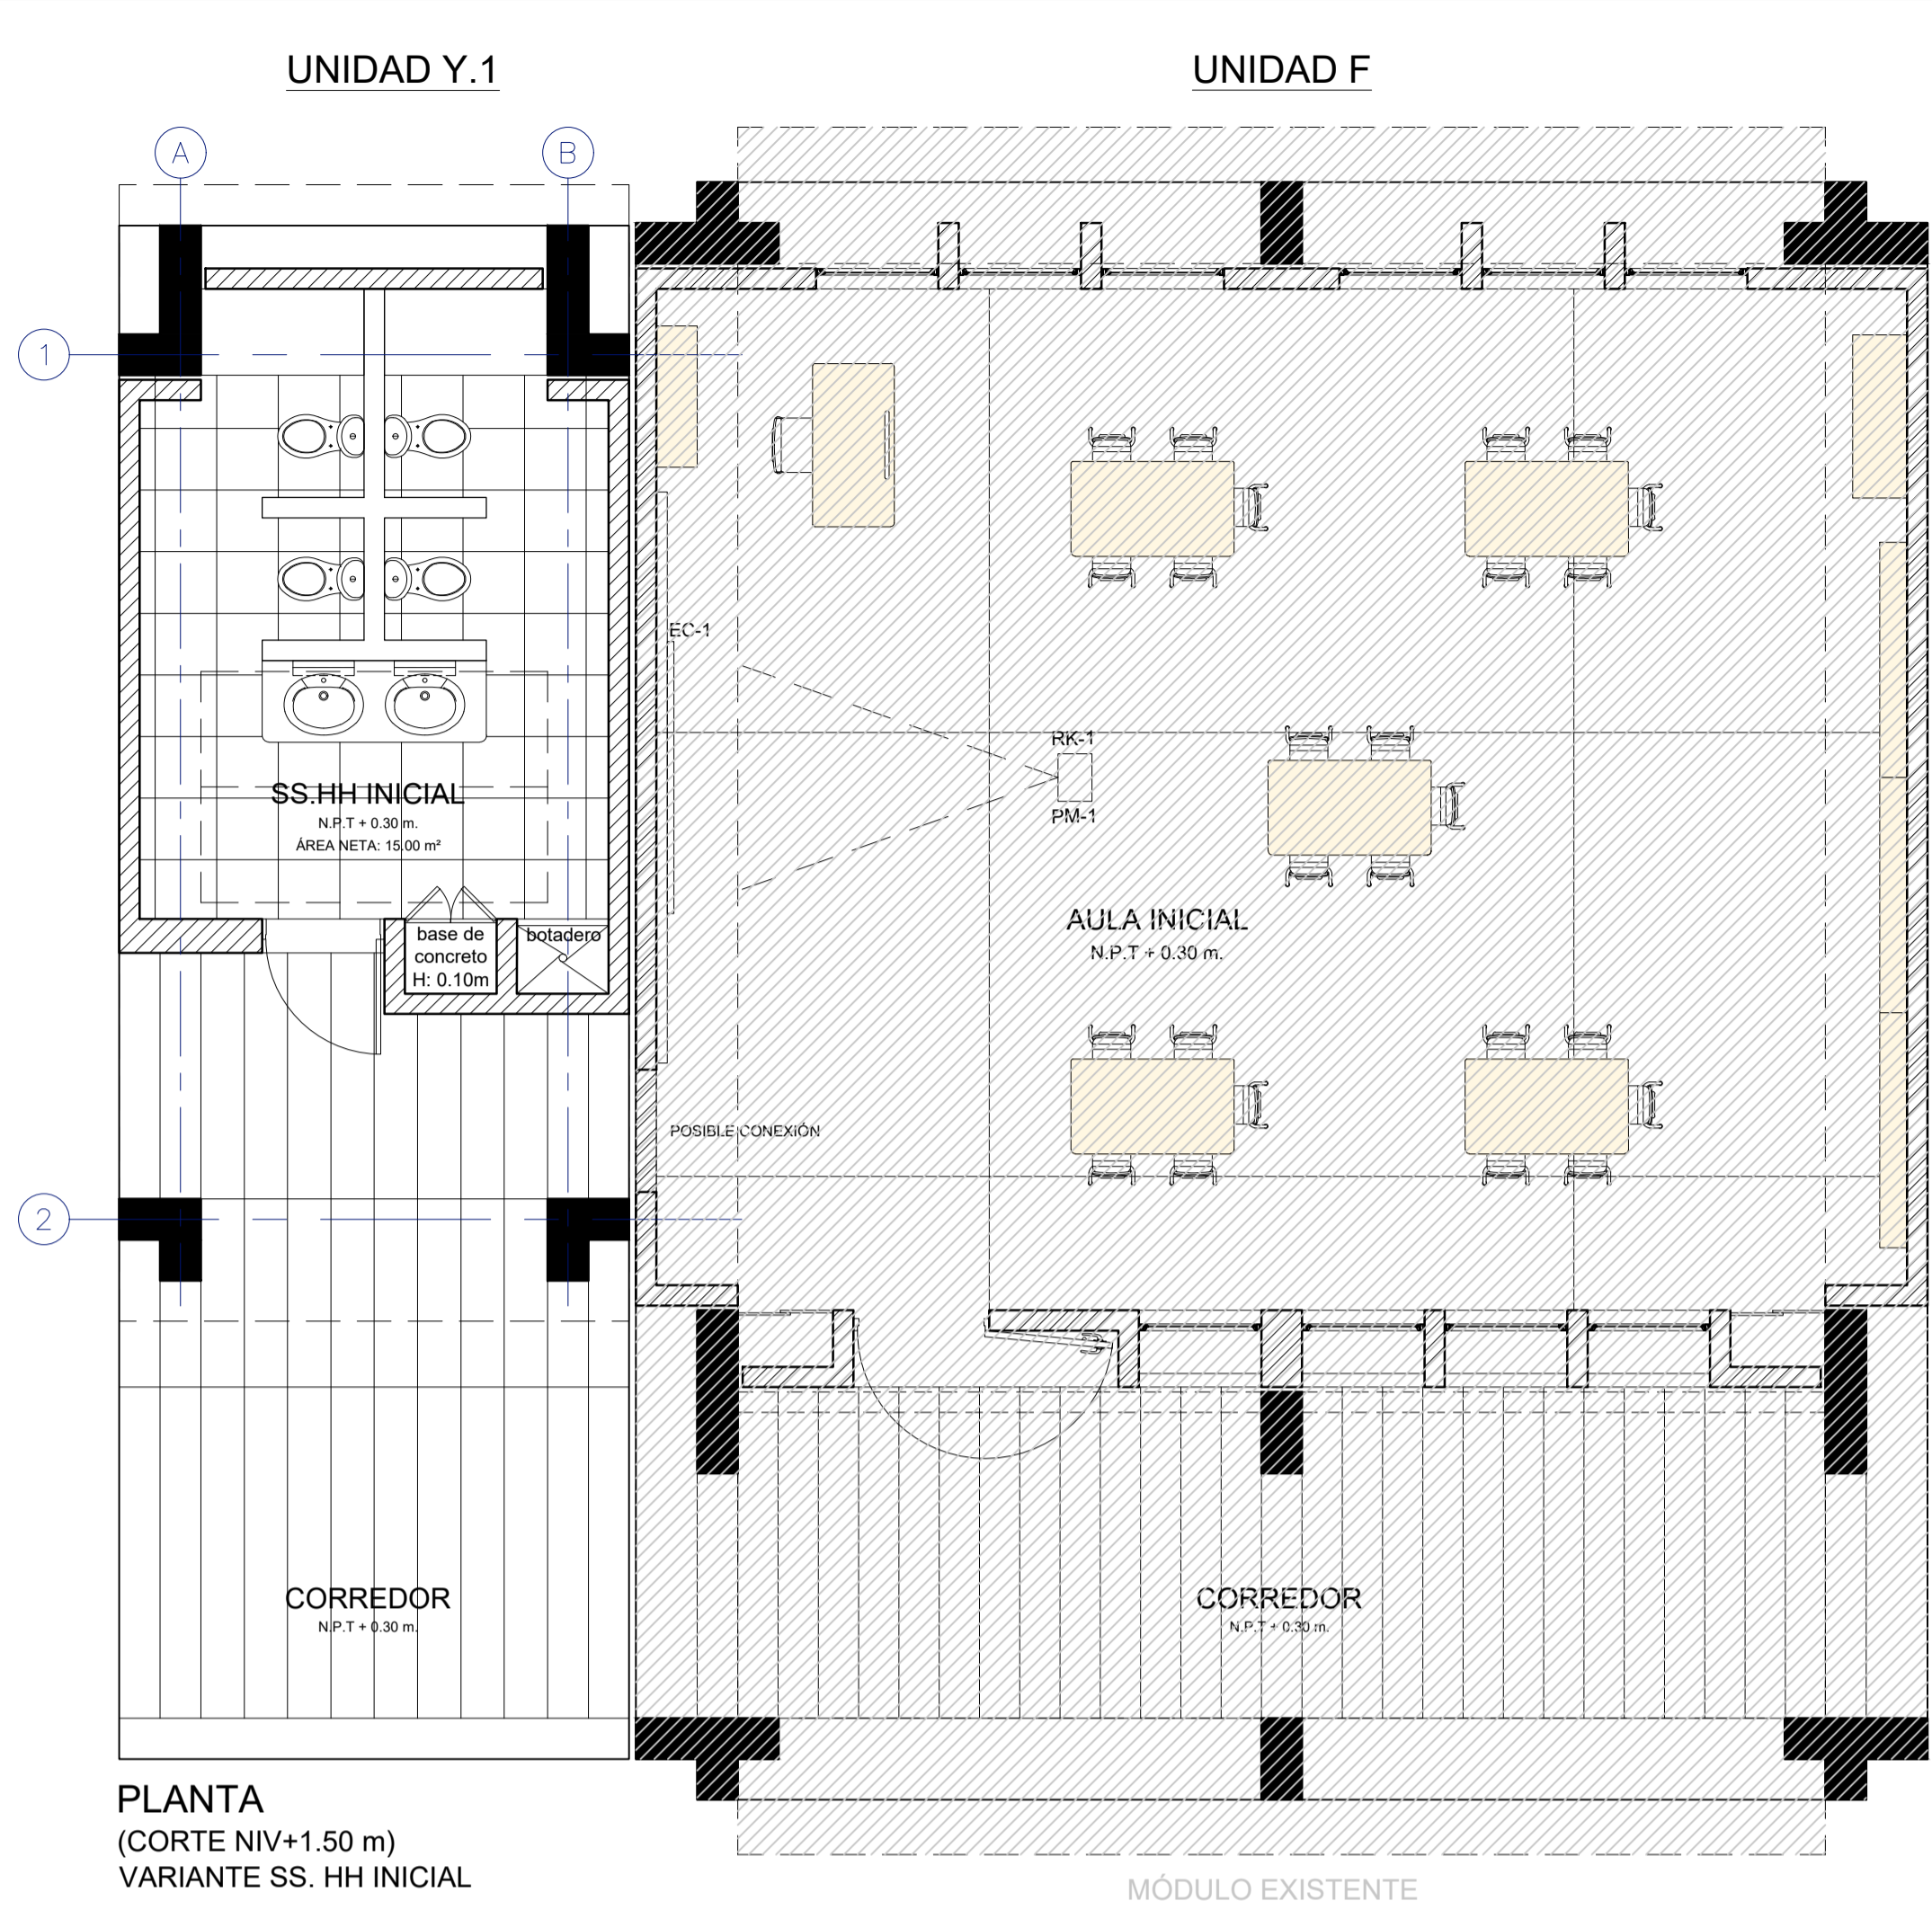 UNIDAD Y.1
UNIDAD F
A
B
1
EC-1
RK-1
PM-1
SS.HH INICIAL
N.P.T + 0.30 m.
ÁREA NETA: 15.00 m²
AULA INICIAL
N.P.T + 0.30 m.
base de
concreto
H: 0.10m
botadero
POSIBLE CONEXIÓN
2
CORREDOR
N.P.T + 0.30 m.
CORREDOR
N.P.T + 0.30 m.
PLANTA
(CORTE NIV+1.50 m)
VARIANTE SS. HH INICIAL
MÓDULO EXISTENTE